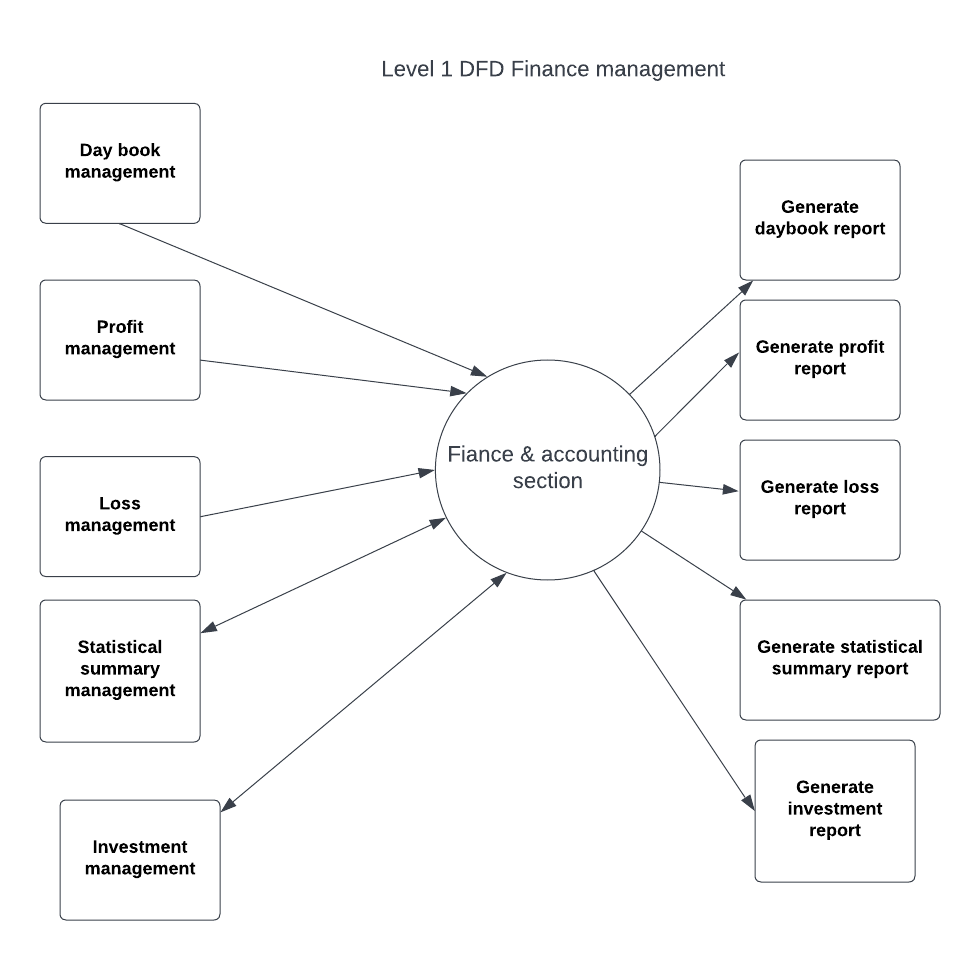 Level 1 DFD Finance management
Day book
management
Profit
management
Loss
management
Statistical
summary
management
Investment
management
Fiance & accounting
section
Generate
daybook report
Generate profit
report
Generate loss
report
Generate statistical
summary report
Generate
investment
report